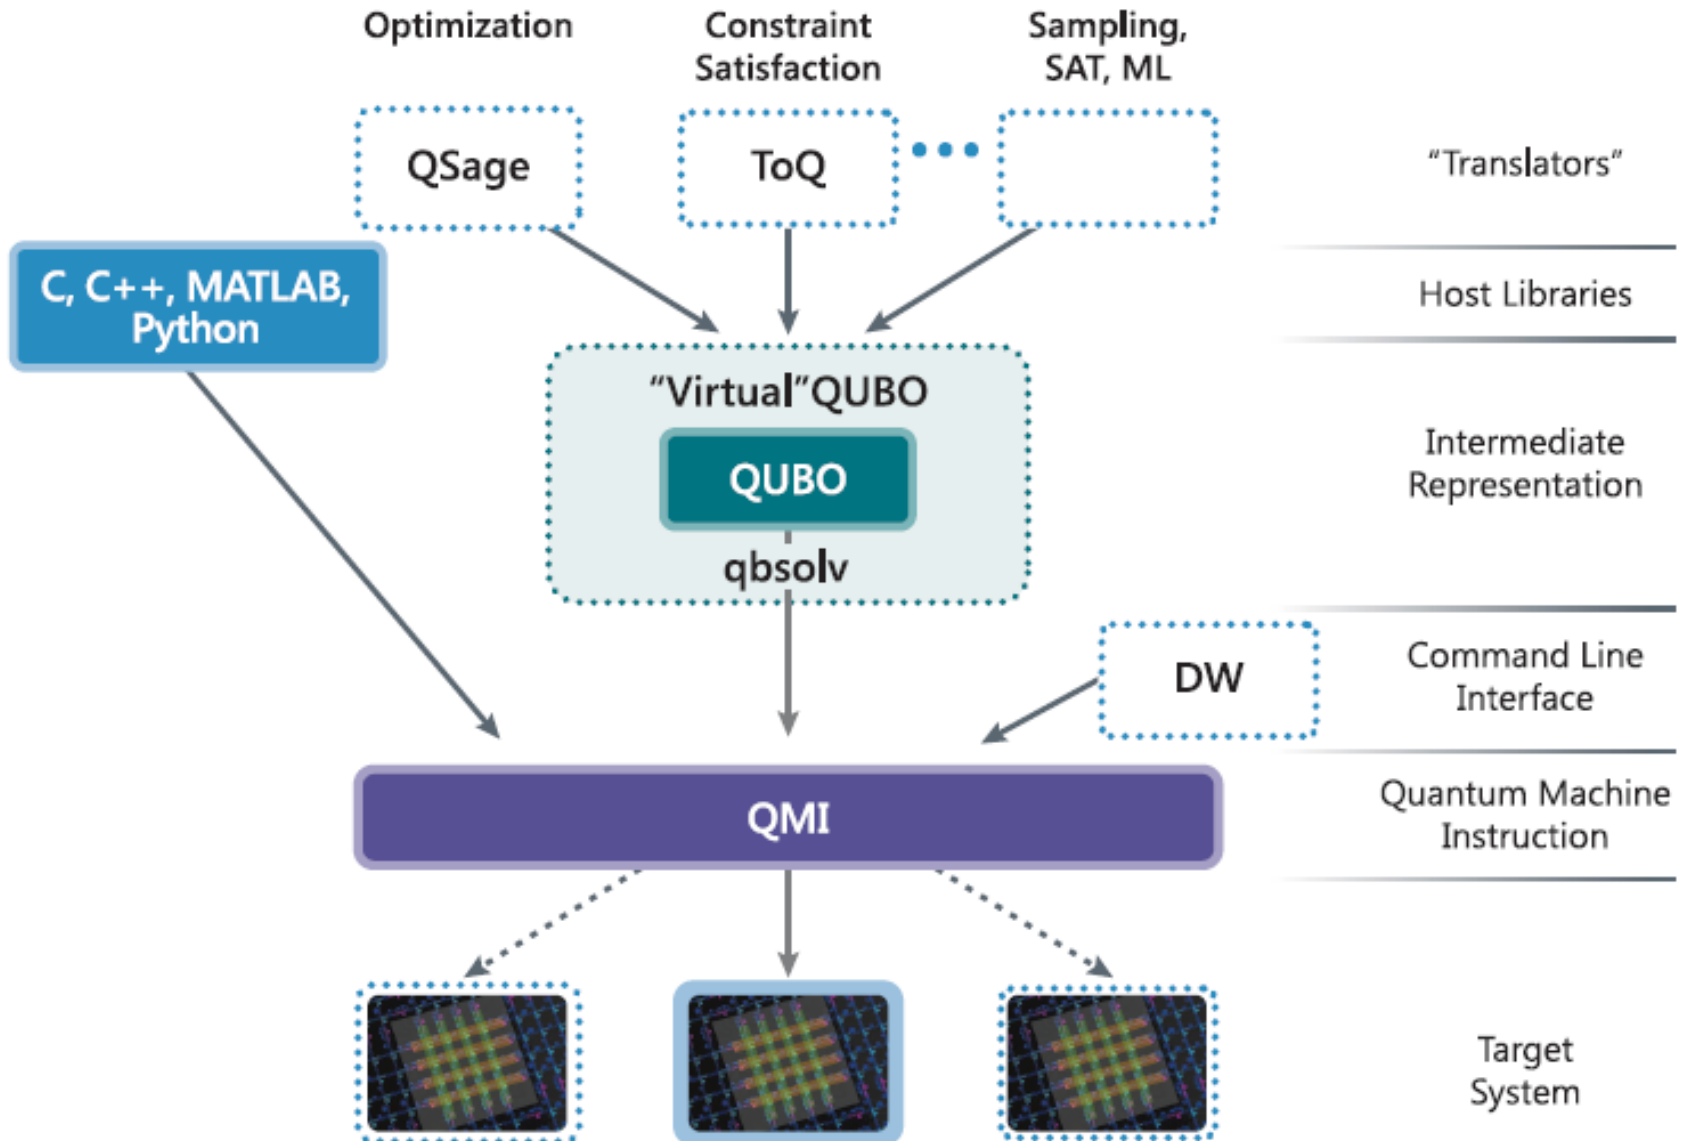 Optimization
Constraint
Satisfaction
Sampling,
SAT, ML
QSage
ToQ
“Translators”
C, C++, MATLAB,
Python
Host Libraries
“Virtual”QUBO
QUBO
qbsolv
Intermediate
Representation
DW
Command Line
Interface
QMI
Quantum Machine
Instruction
Target
System